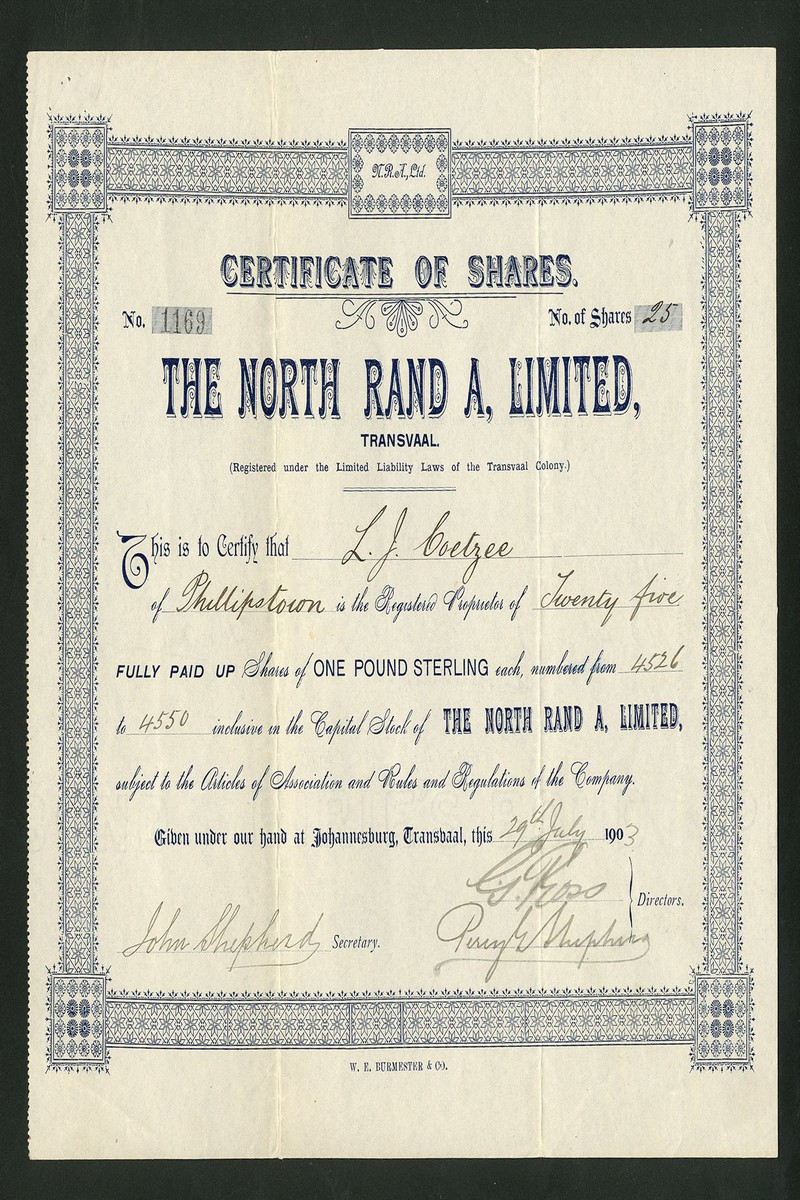 N.R.A., Ltd.
CERTIFICATE OF SHARES.
No. 1169 No. of Shares 25
THE NORTH RAND A, LIMITED,
TRANSVAAL.
(Registered under the Limited Liability Laws of the Transvaal Colony.)
This is to Certify that L. J. Coetzee
of Phillipstown is the Registered Proprietor of Twenty five
FULLY PAID UP Shares of ONE POUND STERLING each, numbered from 4526
to 4550 inclusive in the Capital Stock of THE NORTH RAND A, LIMITED,
subject to the Articles of Association and Rules and Regulations of the Company.
Given under our hand at Johannesburg, Transvaal, this 29th July 1903
Ross
Directors.
John Shepherd Secretary.
W. E. BURMESTER & CO.